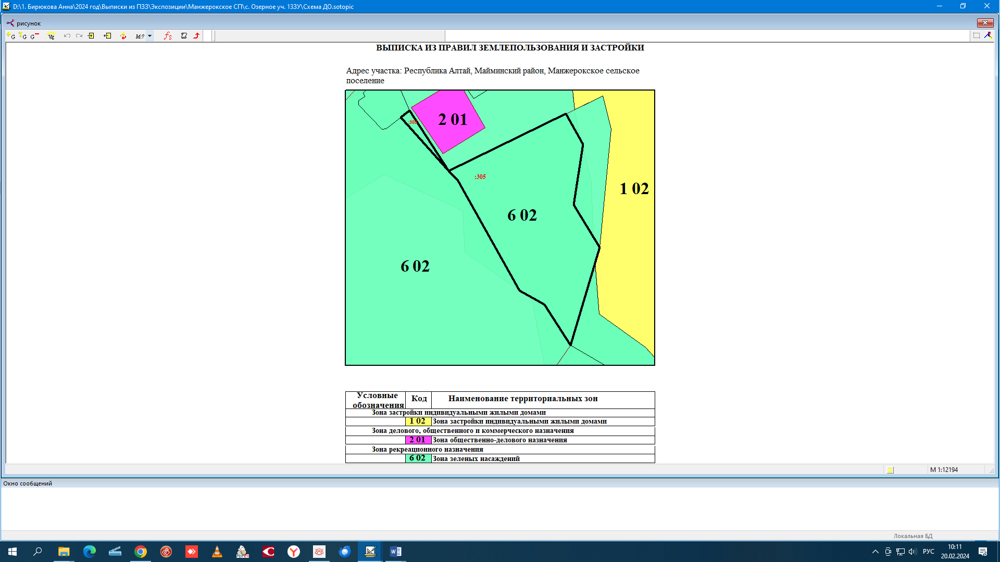 D:\1. Бирюкова Анна\2024 год\Выписки из ПЗЗ\Экспозиции\Манжерокское СП\с. Озерное уч. 133У\Схема ДО.sotopic
рисунок
M:?
ВЫПИСКА ИЗ ПРАВИЛ ЗЕМЛЕПОЛЬЗОВАНИЯ И ЗАСТРОЙКИ
Адрес участка: Республика Алтай, Майминский район, Манжерокское сельское
поселение
2 01
:305
:305
1 02
6 02
6 02
Условные
обозначения
Код
Наименование территориальных зон
Зона застройки индивидуальными жилыми домами
1 02 Зона застройки индивидуальными жилыми домами
Зона делового, общественного и коммерческого назначения
2 01 Зона общественно-делового назначения
Зона рекреационного назначения
6 02 Зона зеленых насаждений
М 1:12194
Окно сообщений
Локальная БД
РУС
10:11
20.02.2024